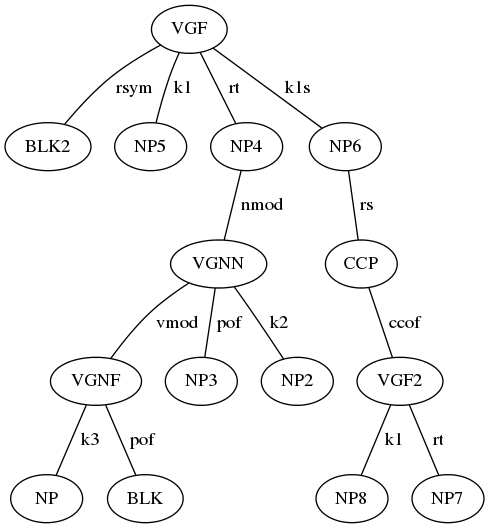 VGF
rsym k1 rt k1s
BLK2 NP5 NP4 NP6
nmod rs
VGNN CCP
vmod pof k2 ccof
VGNF NP3 NP2 VGF2
k3 pof k1 rt
NP BLK NP8 NP7